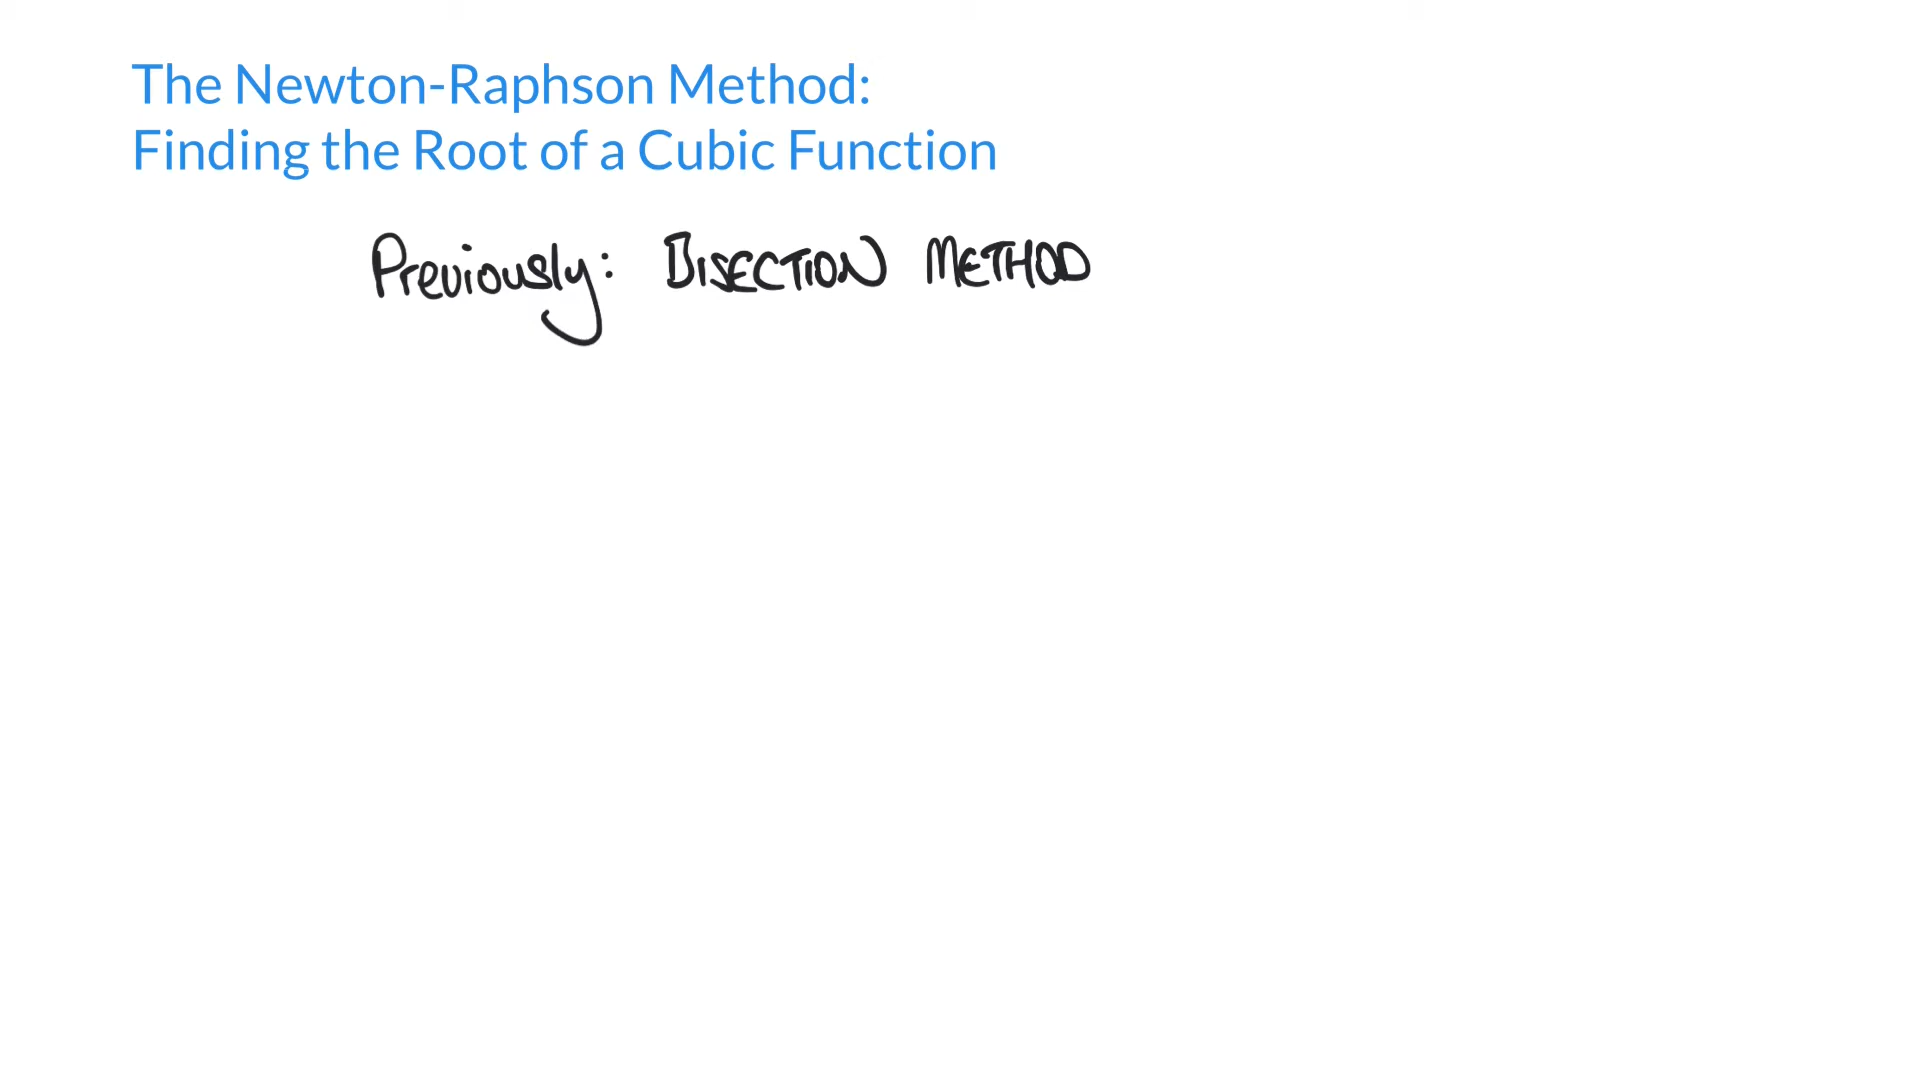 The Newton-Raphson Method:
Finding the Root of a Cubic Function
Previously: BISECTION METHOD